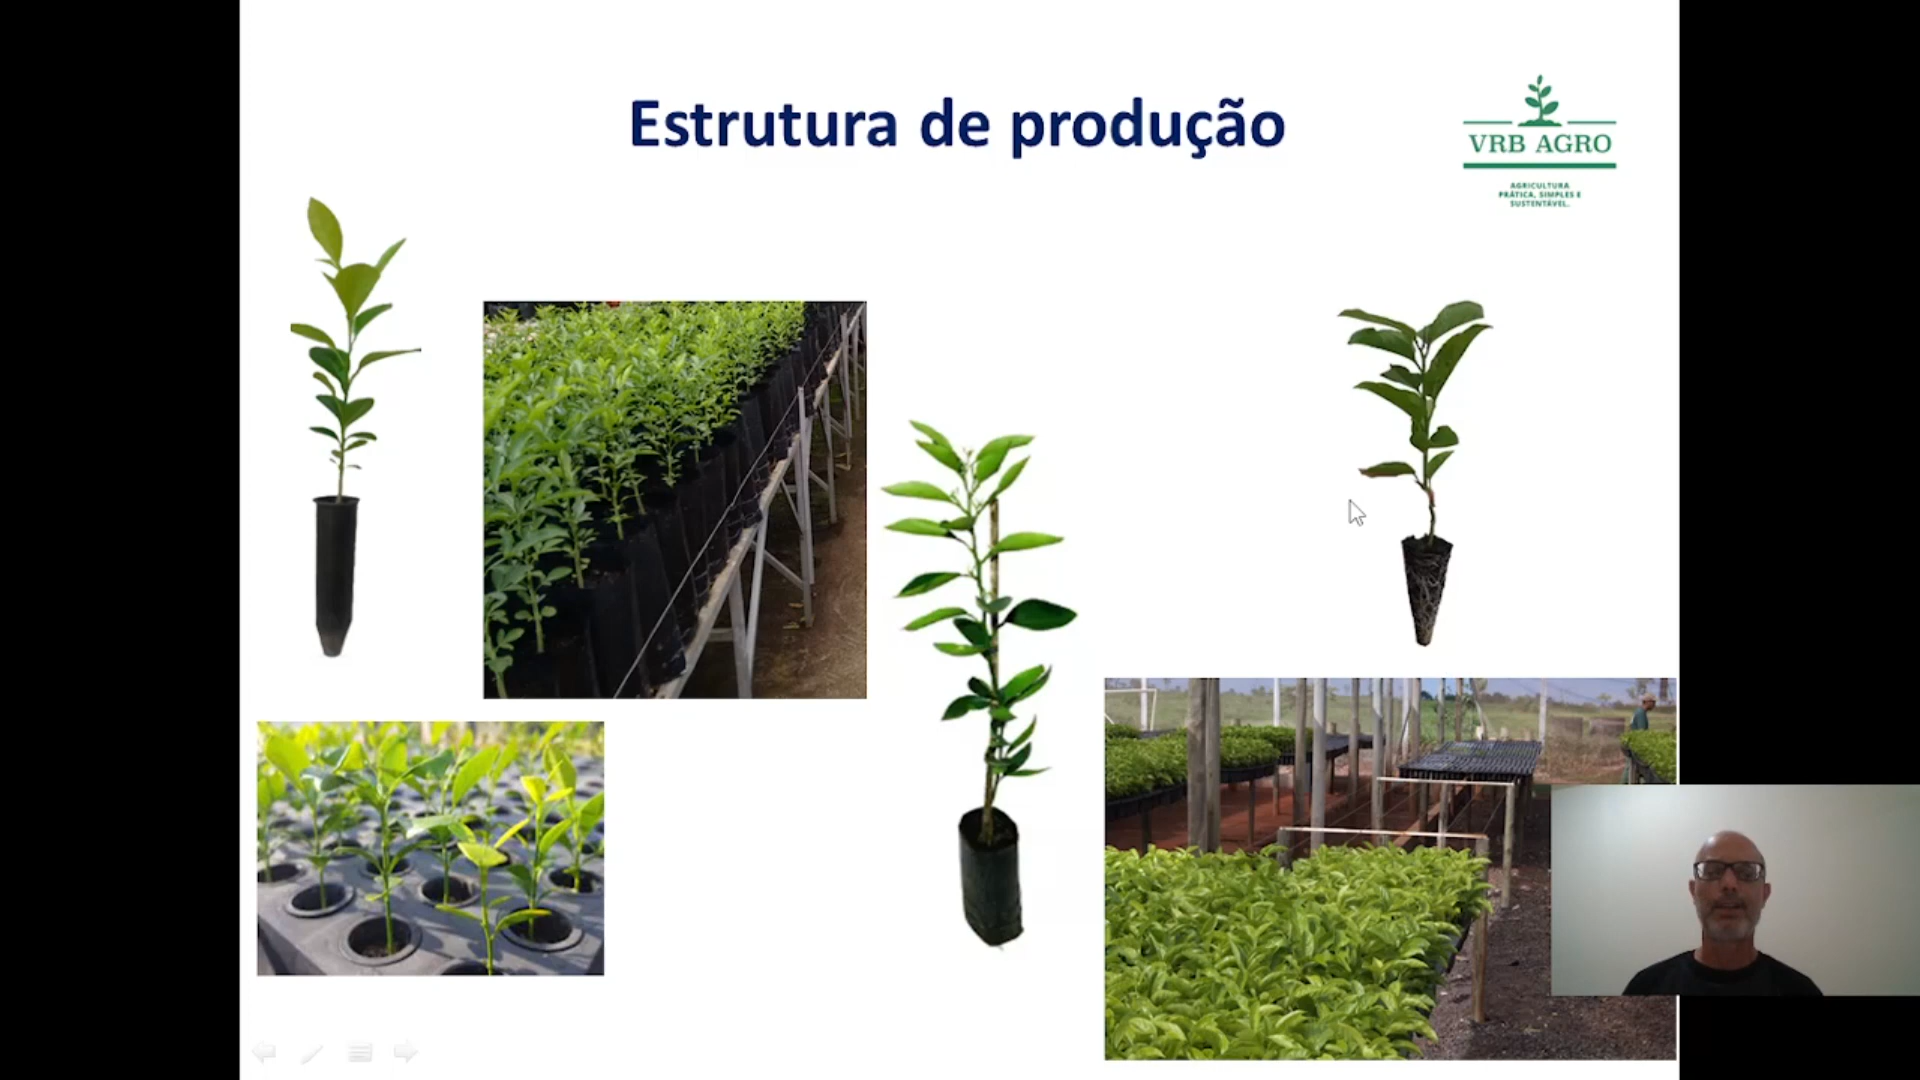 Estrutura de produção
VRB AGRO
AGRICULTURA
PRÁTICA, SIMPLES E
SUSTENTÁVEL.